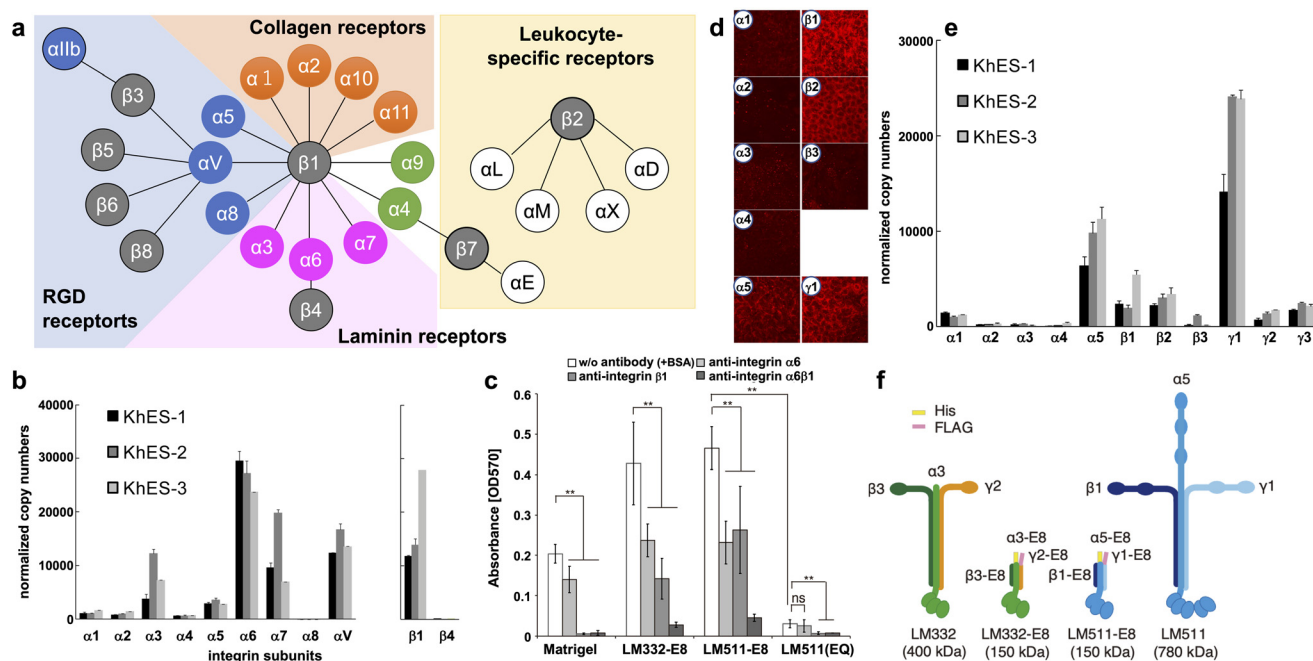 a
Collagen receptors
Leukocyte-
specific receptors
αIIb
β3
α5
α1
α2
α10
α11
β5
αV
β1
α9
β6
α8
α4
β8
α3
α6
α7
β4
β7
αE
β2
αL
αM
αX
αD
RGD
receptorts
Laminin receptors
b
normalized copy numbers
40000
30000
20000
10000
0
KhES-1
KhES-2
KhES-3
α1 α2 α3 α4 α5 α6 α7 α8 αV β1 β4
integrin subunits
c
w/o antibody (+BSA) anti-integrin α6
anti-integrin β1 anti-integrin α6β1
Absorbance [OD570]
0.6
0.5
0.4
0.3
0.2
0.1
0
**
**
**
**
**
ns
Matrigel LM332-E8 LM511-E8 LM511(EQ)
d
α1 β1
α2 β2
α3 β3
α4
α5 γ1
e
normalized copy numbers
30000
20000
10000
0
KhES-1
KhES-2
KhES-3
α1 α2 α3 α4 α5 β1 β2 β3 γ1 γ2 γ3
f
His
FLAG
α5
α3
β3 γ2
β1 γ1
α3-E8
γ2-E8
β3-E8
α5-E8
γ1-E8
β1-E8
LM332 LM332-E8 LM511-E8 LM511
(400 kDa) (150 kDa) (150 kDa) (780 kDa)